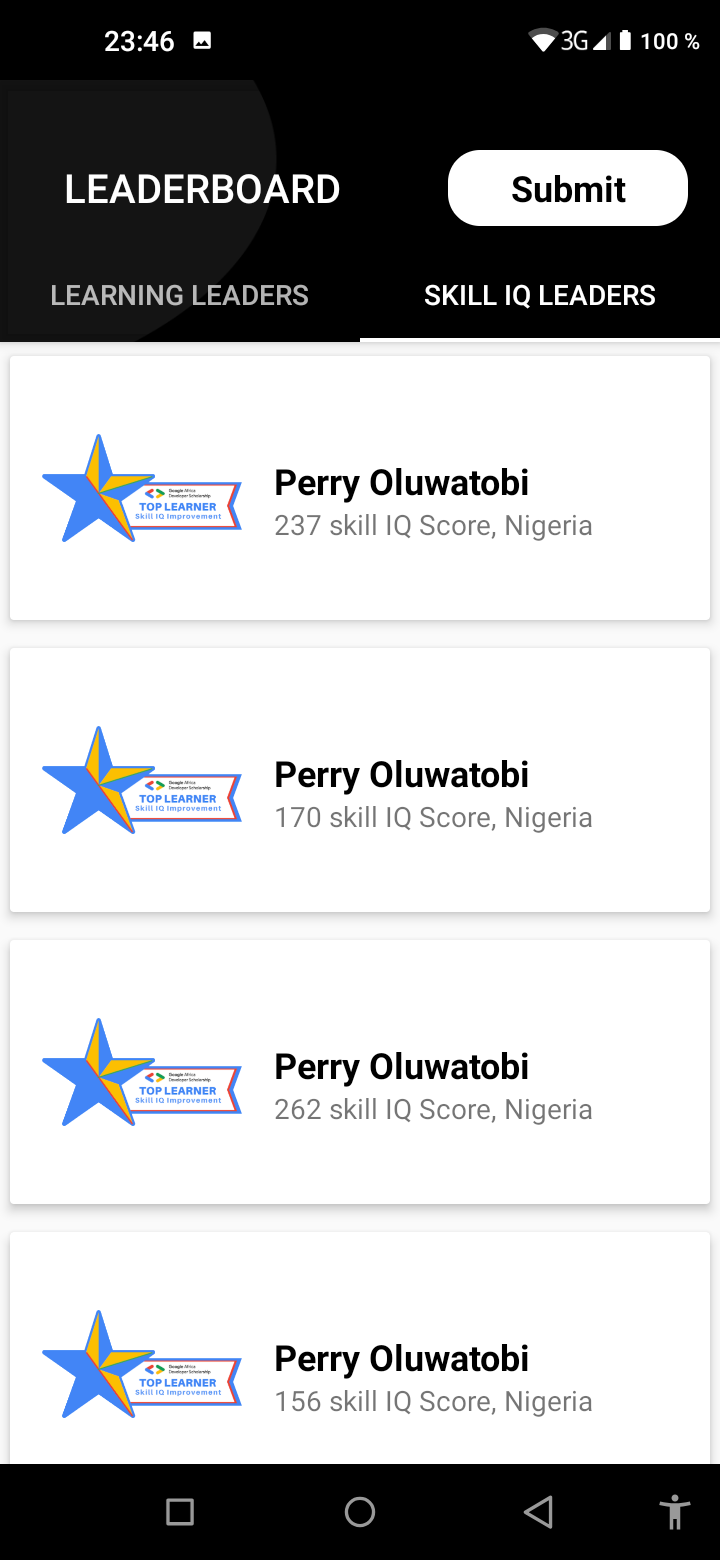 23:46
3G
100 %
LEADERBOARD
Submit
LEARNING LEADERS
SKILL IQ LEADERS
Google Africa
Developer Scholarship
TOP LEARNER
Skill IQ Improvement
Perry Oluwatobi
237 skill IQ Score, Nigeria
Google Africa
Developer Scholarship
TOP LEARNER
Skill IQ Improvement
Perry Oluwatobi
170 skill IQ Score, Nigeria
Google Africa
Developer Scholarship
TOP LEARNER
Skill IQ Improvement
Perry Oluwatobi
262 skill IQ Score, Nigeria
Google Africa
Developer Scholarship
TOP LEARNER
Skill IQ Improvement
Perry Oluwatobi
156 skill IQ Score, Nigeria